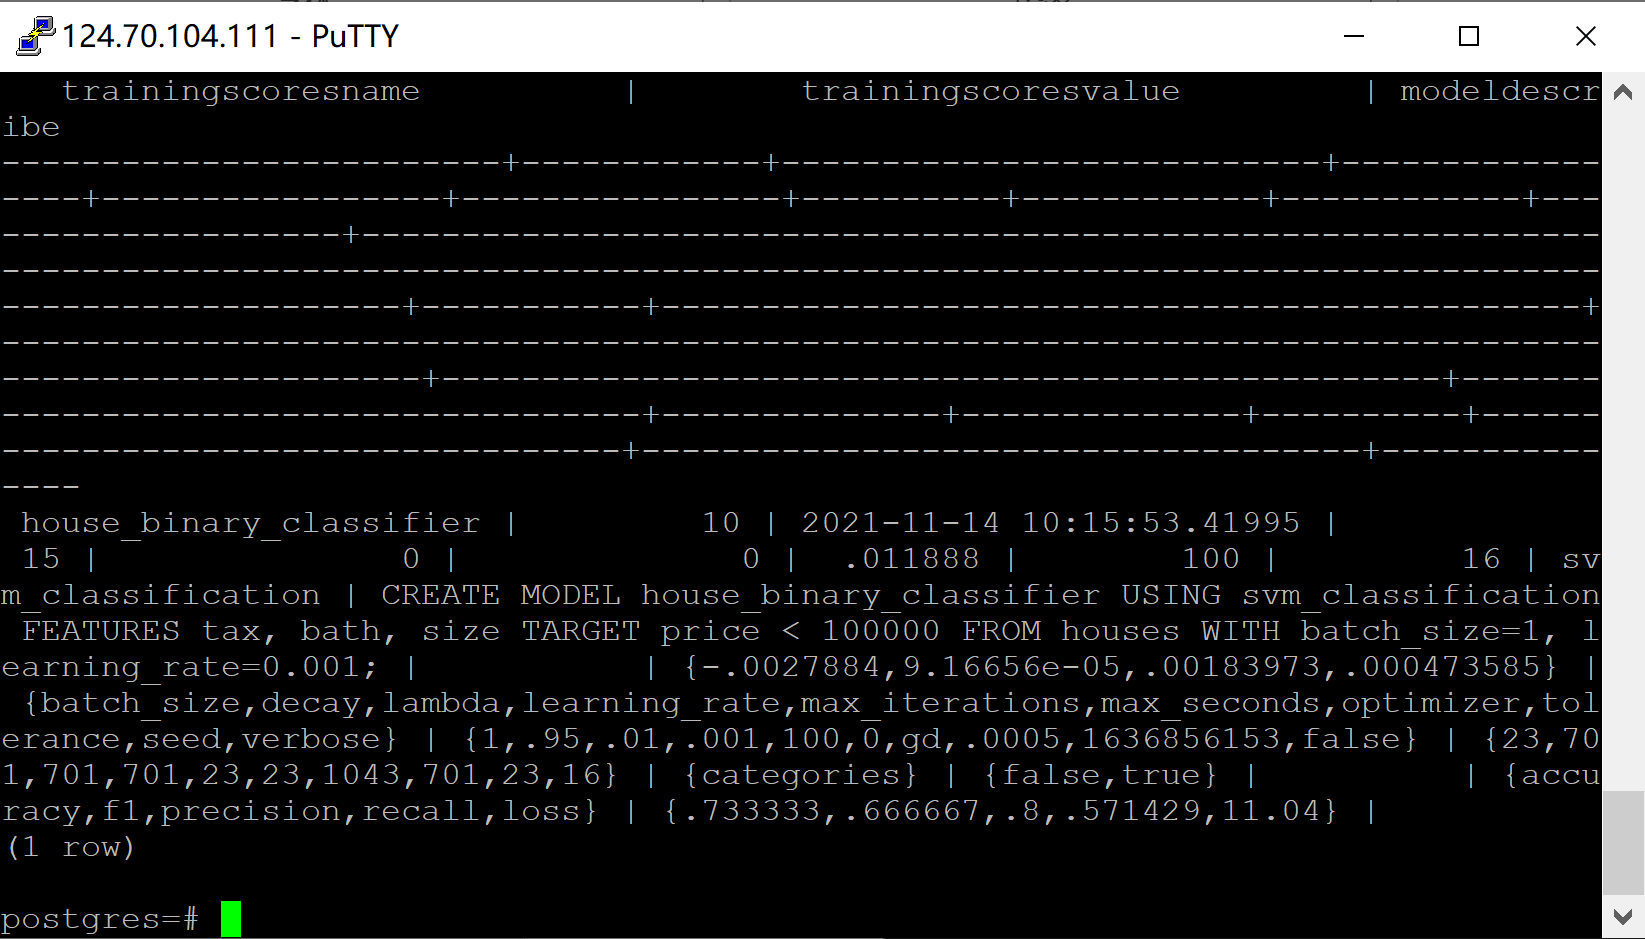 124.70.104.111 - PuTTY
   trainingscoresname          |        trainingscoresvalue         | modeldescr
ibe
-------------------------+------------+---------------------------+-------------
----+-----------------+----------------+----------+------------+------------+---
-----------------+--------------------------------------------------------------
--------------------------------------------------------------------------------
--------------------+-----------+----------------------------------------------+
--------------------------------------------------------------------------------
---------------------+--------------------------------------------------+-------
--------------------------------+--------------+--------------+----------+------
-------------------------------+------------------------------------+-----------
----
 house_binary_classifier |         10 | 2021-11-14 10:15:53.41995 |
 15 |               0 |              0 |  .011888 |        100 |         16 | sv
m_classification | CREATE MODEL house_binary_classifier USING svm_classification
 FEATURES tax, bath, size TARGET price < 100000 FROM houses WITH batch_size=1, l
earning_rate=0.001; |           | {-.0027884,9.16656e-05,.00183973,.000473585} |
 {batch_size,decay,lambda,learning_rate,max_iterations,max_seconds,optimizer,tol
erance,seed,verbose} | {1,.95,.01,.001,100,0,gd,.0005,1636856153,false} | {23,70
1,701,701,23,23,1043,701,23,16} | {categories} | {false,true} |          | {accu
racy,f1,precision,recall,loss} | {.733333,.666667,.8,.571429,11.04} |
(1 row)
postgres=#